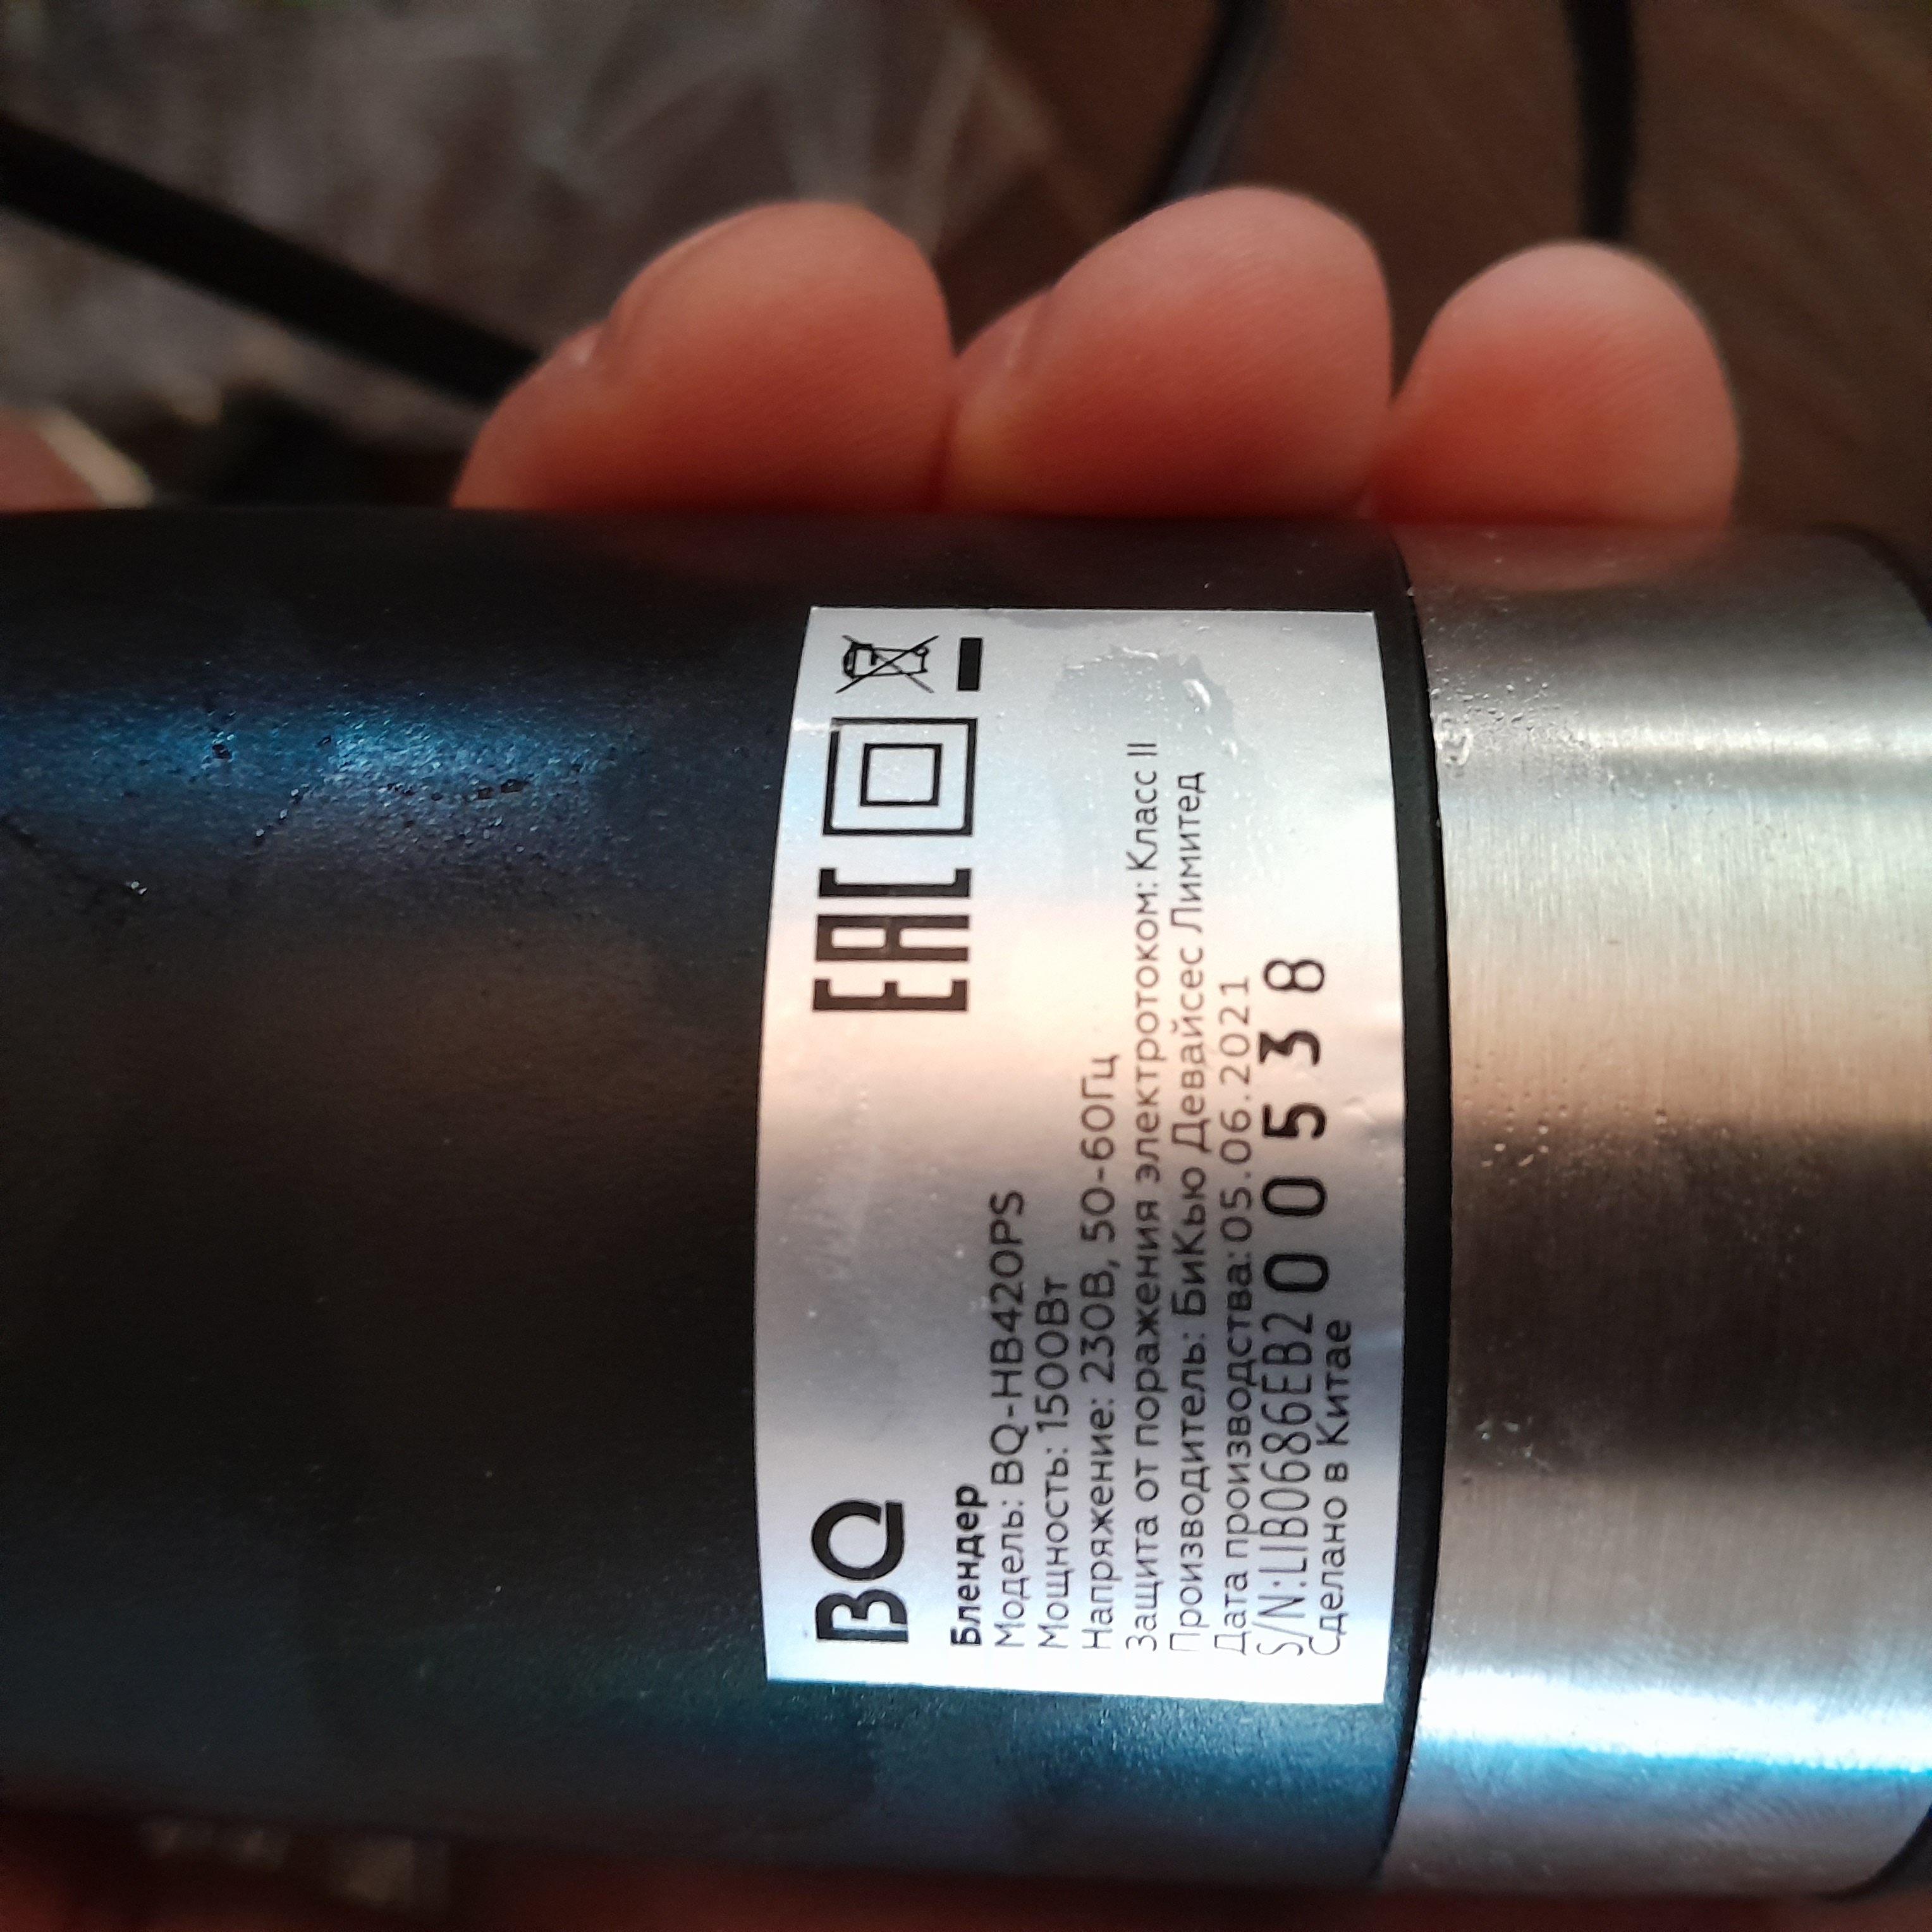 BQ
EAC
Блендер
Модель: BQ-HB420PS
Мощность: 1500Вт
Напряжение: 230В, 50-60Гц
Защита от поражения электротоком: Класс II
Производитель: БиКью Девайсес Лимитед
Дата производства: 05.06.2021
S/N:LIB0686EB2000538
Сделано в Китае